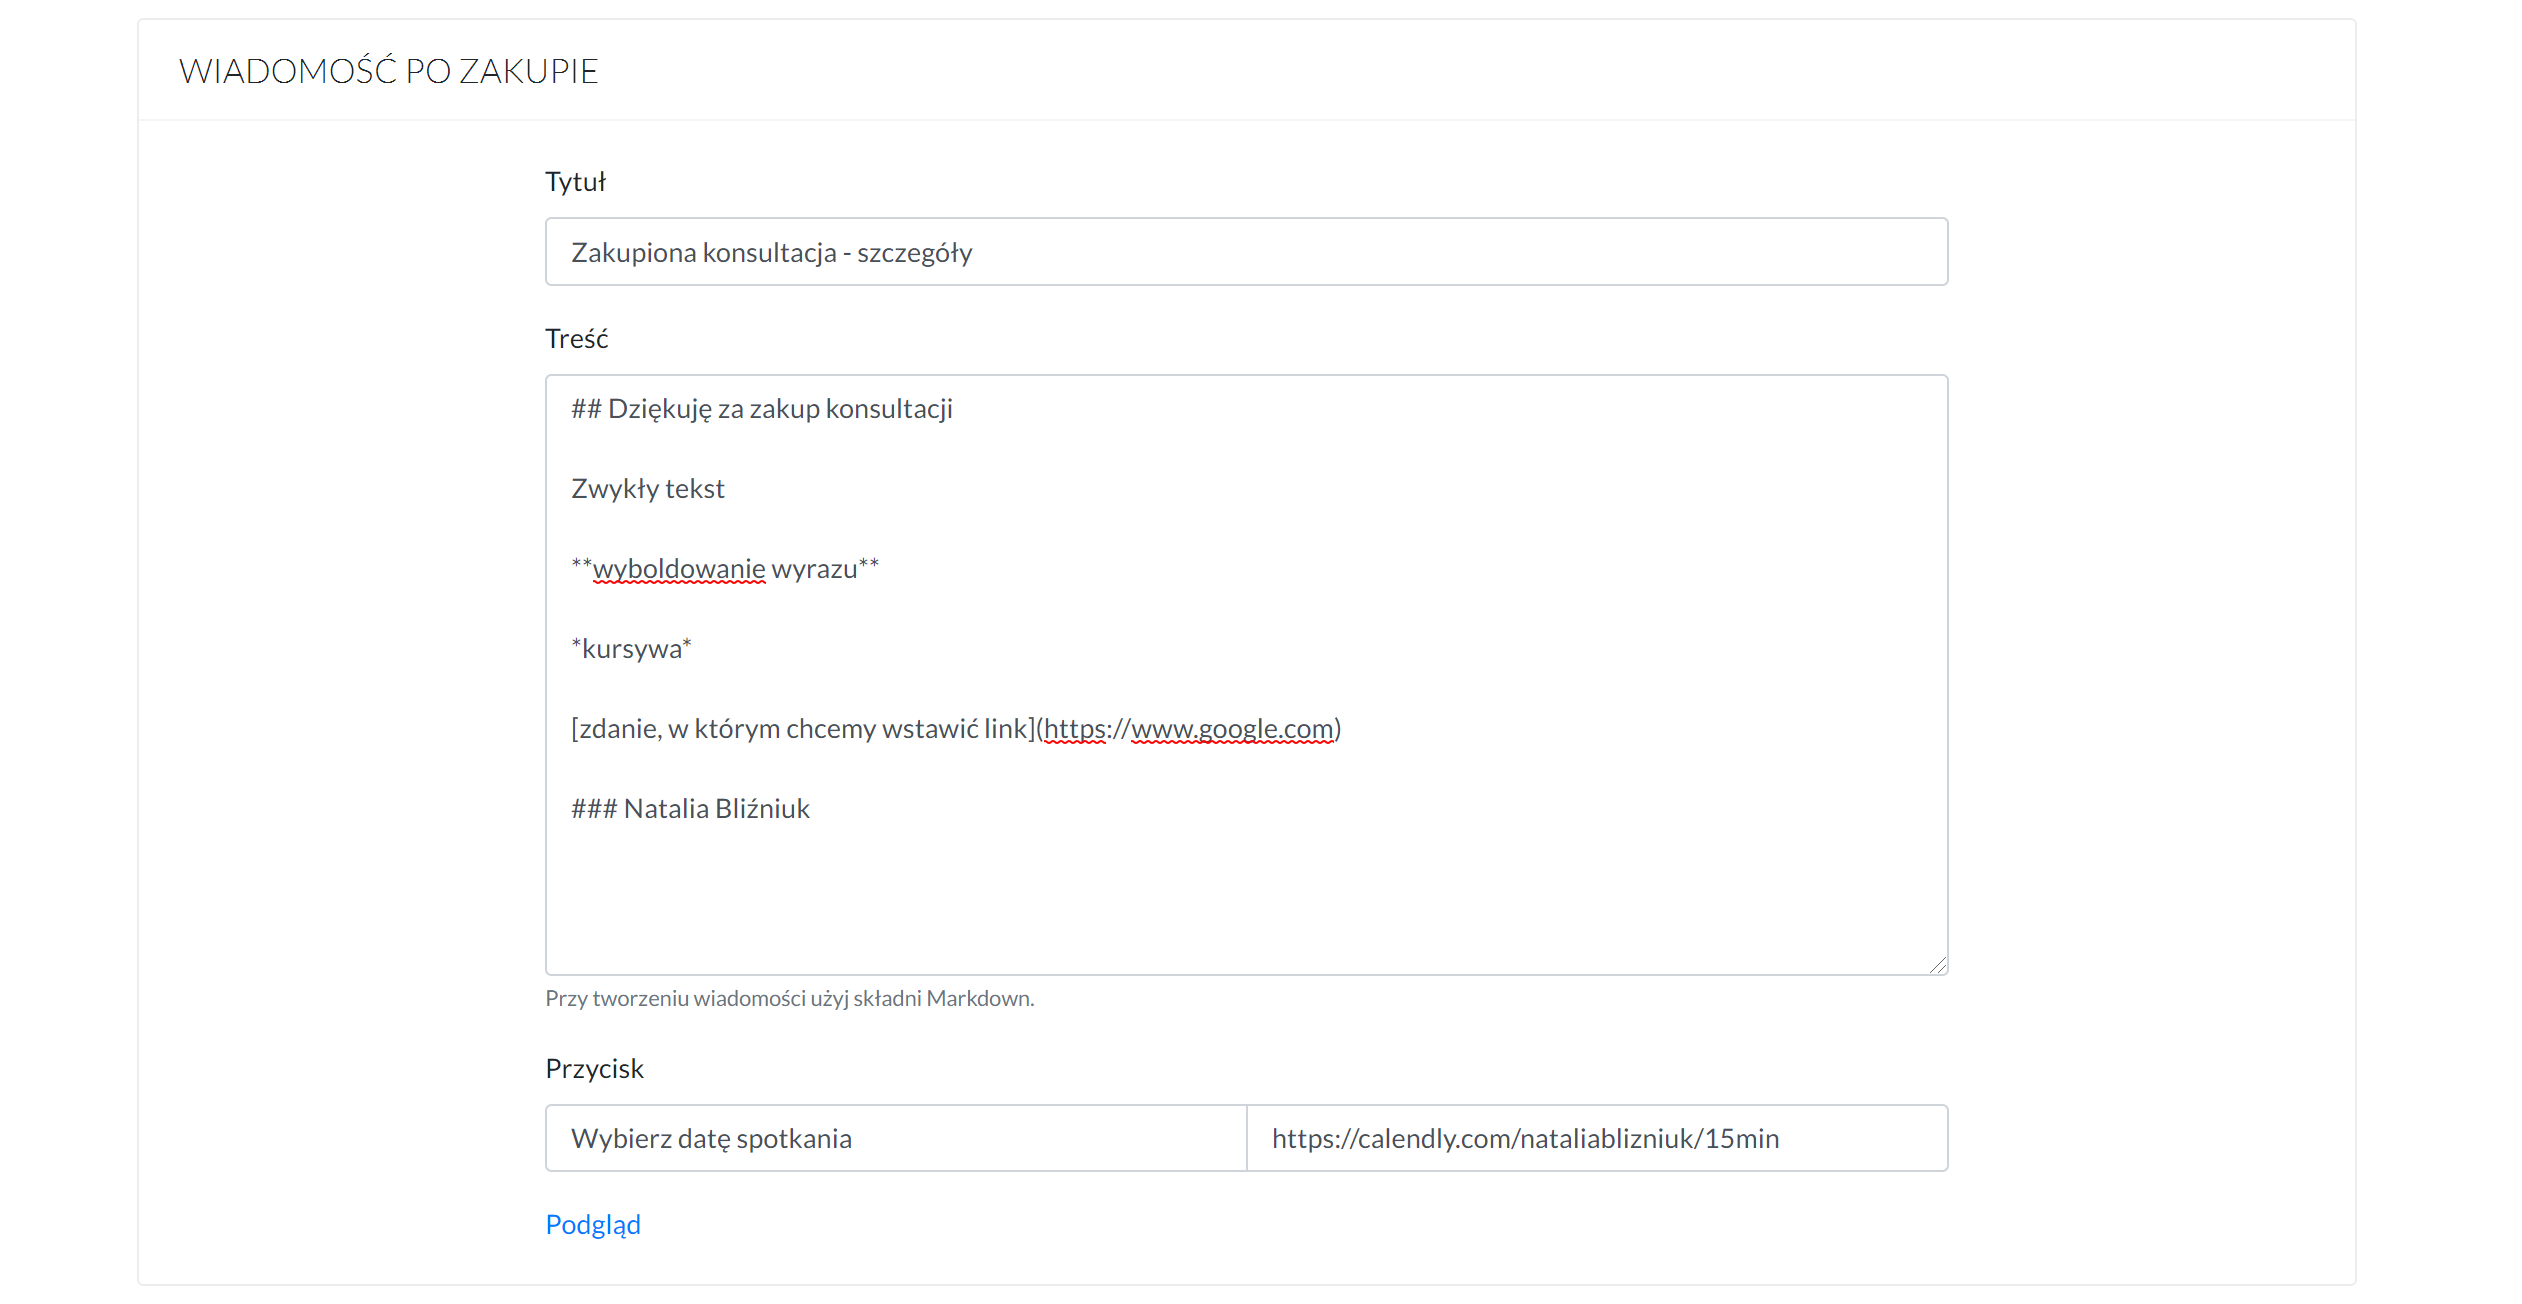 WIADOMOŚĆ PO ZAKUPIE
Tytuł
Zakupiona konsultacja - szczegóły
Treść
## Dziękuję za zakup konsultacji
Zwykły tekst
**wyboldowanie wyrazu**
*kursywa*
[zdanie, w którym chcemy wstawić link](https://www.google.com)
### Natalia Bliźniuk
Przy tworzeniu wiadomości użyj składni Markdown.
Przycisk
Wybierz datę spotkania
https://calendly.com/nataliablizniuk/15min
Podgląd